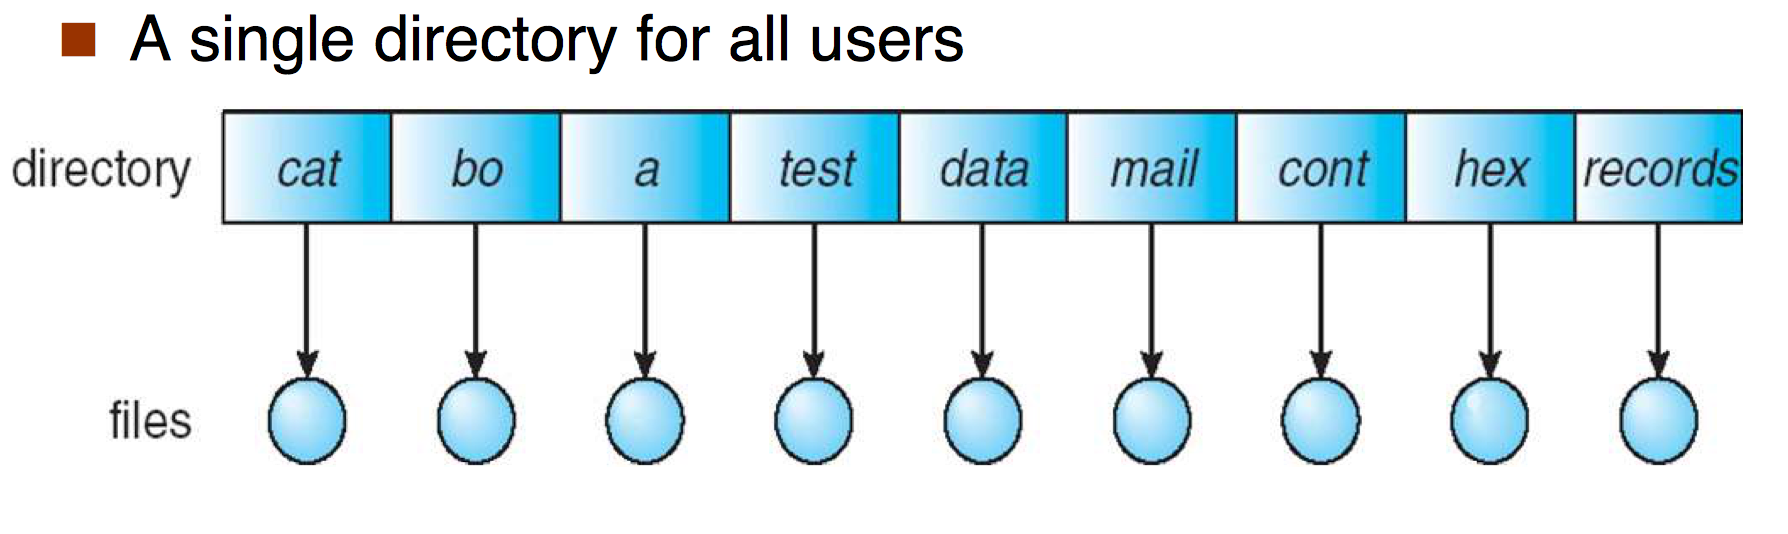 A single directory for all users
directory cat bo a test data mail cont hex records
files